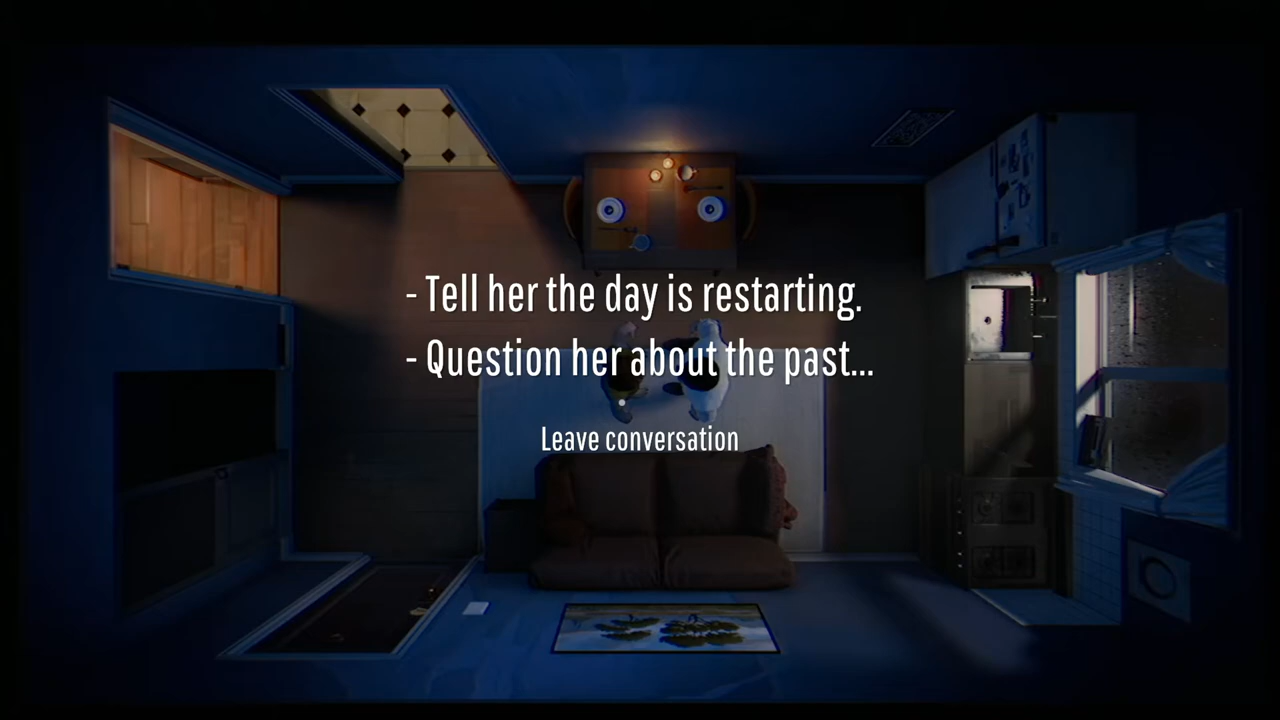 - Tell her the day is restarting.
- Question her about the past...
Leave conversation